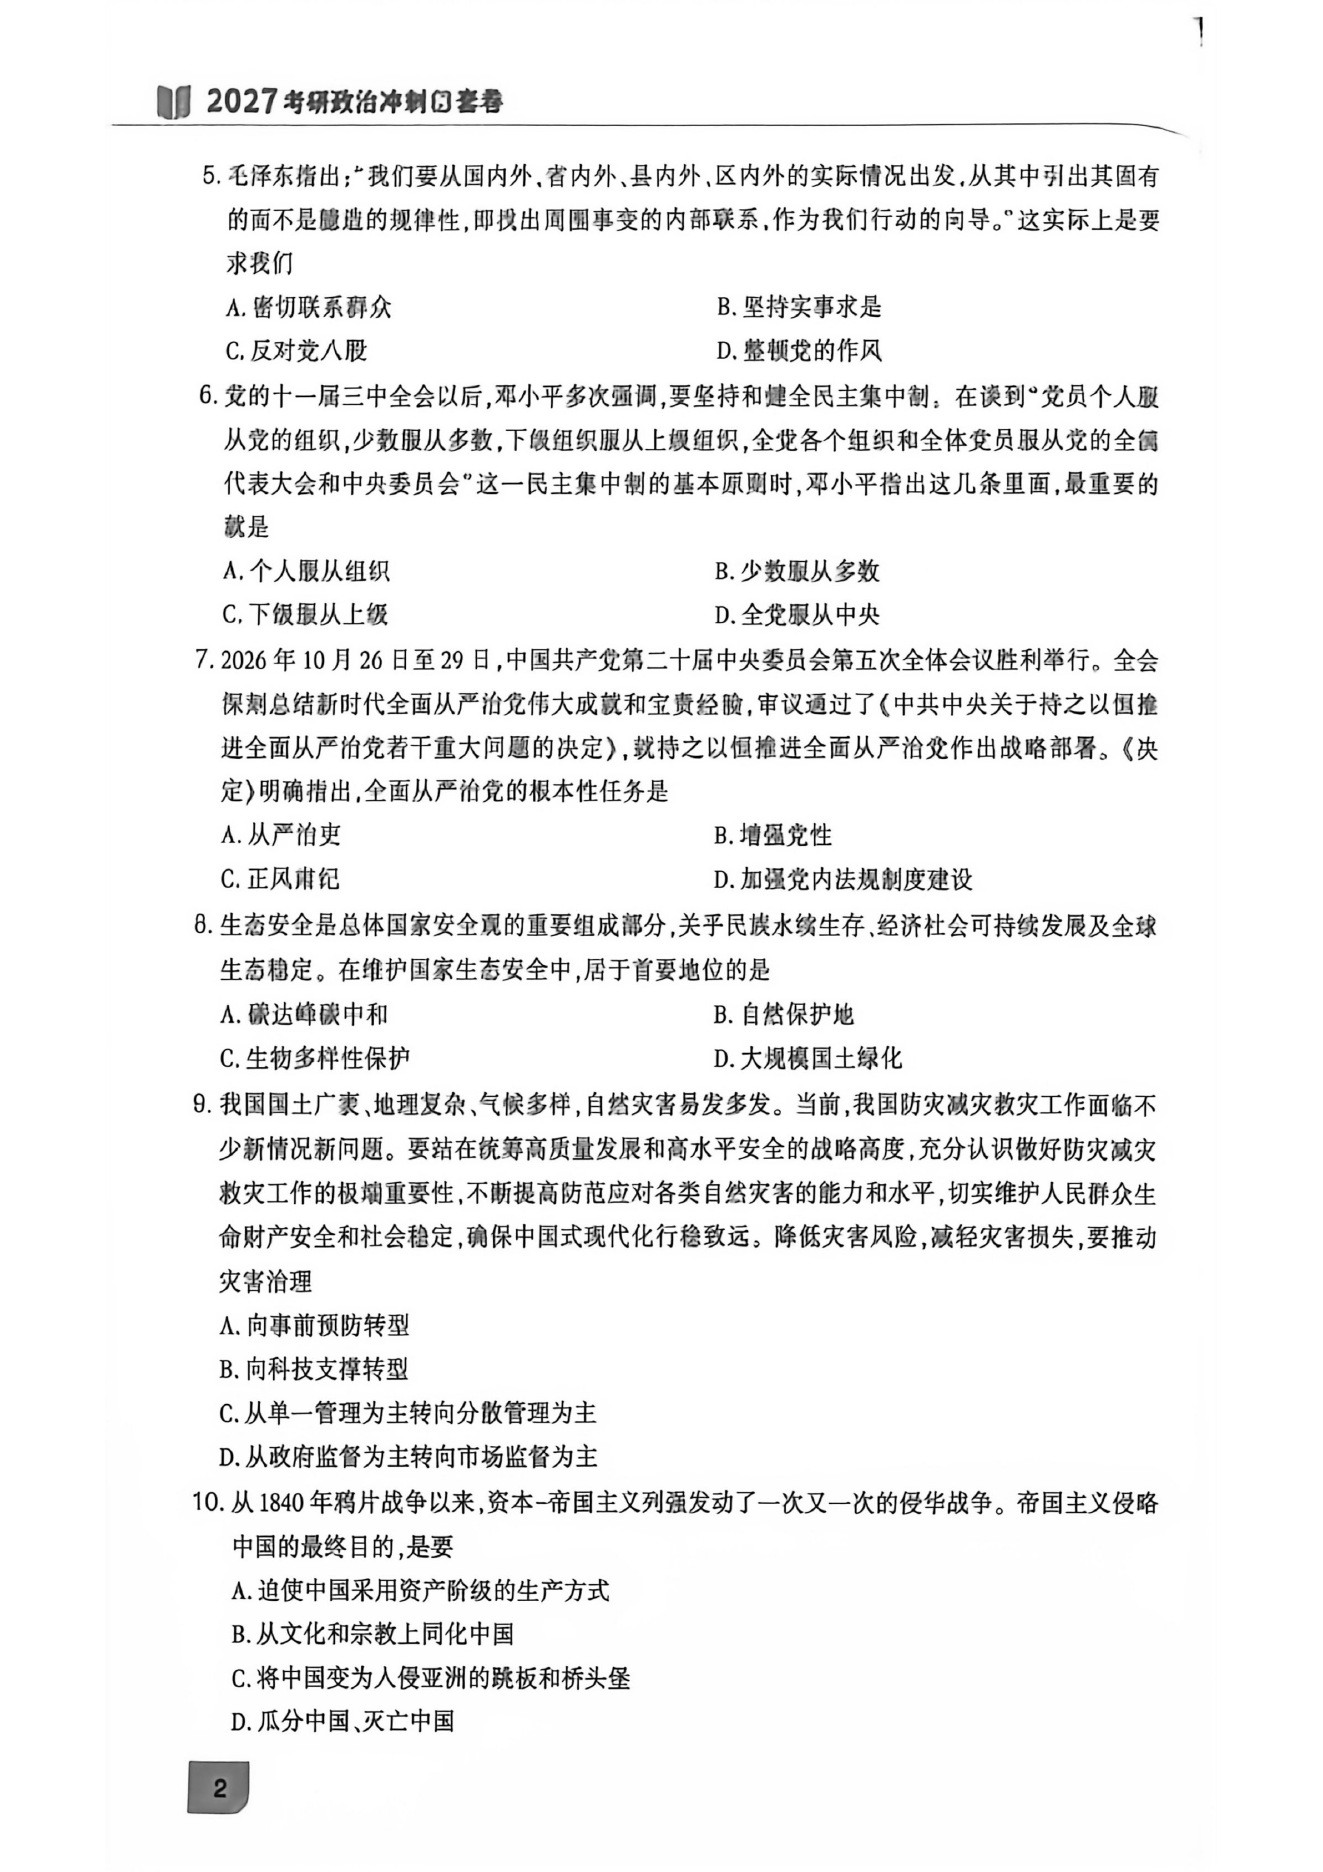 2027考研政治冲刺套卷
5. 毛泽东指出:“我们要从国内外、省内外、县内外、区内外的实际情况出发,从其中引出其固有
的而不是臆造的规律性,即找出周围事变的内部联系,作为我们行动的向导。”这实际上是要
求我们
A. 密切联系群众
B. 坚持实事求是
C. 反对党八股
D. 整顿党的作风
6. 党的十一届三中全会以后,邓小平多次强调,要坚持和健全民主集中制。在谈到“党员个人服
从党的组织,少数服从多数,下级组织服从上级组织,全党各个组织和全体党员服从党的全国
代表大会和中央委员会”这一民主集中制的基本原则时,邓小平指出这几条里面,最重要的
就是
A. 个人服从组织
B. 少数服从多数
C. 下级服从上级
D. 全党服从中央
7. 2026 年 10 月 26 日至 29 日,中国共产党第二十届中央委员会第五次全体会议胜利举行。全会
深刻总结新时代全面从严治党伟大成就和宝贵经验,审议通过了《中共中央关于持之以恒推
进全面从严治党若干重大问题的决定》,就持之以恒推进全面从严治党作出战略部署。《决
定》明确指出,全面从严治党的根本性任务是
A. 从严治吏
B. 增强党性
C. 正风肃纪
D. 加强党内法规制度建设
8. 生态安全是总体国家安全观的重要组成部分,关乎民族永续生存、经济社会可持续发展及全球
生态稳定。在维护国家生态安全中,居于首要地位的是
A. 碳达峰碳中和
B. 自然保护地
C. 生物多样性保护
D. 大规模国土绿化
9. 我国国土广袤、地理复杂、气候多样,自然灾害易发多发。当前,我国防灾减灾救灾工作面临不
少新情况新问题。要站在统筹高质量发展和高水平安全的战略高度,充分认识做好防灾减灾
救灾工作的极端重要性,不断提高防范应对各类自然灾害的能力和水平,切实维护人民群众生
命财产安全和社会稳定,确保中国式现代化行稳致远。降低灾害风险,减轻灾害损失,要推动
灾害治理
A. 向事前预防转型
B. 向科技支撑转型
C. 从单一管理为主转向分散管理为主
D. 从政府监督为主转向市场监督为主
10. 从 1840 年鸦片战争以来,资本-帝国主义列强发动了一次又一次的侵华战争。帝国主义侵略
中国的最终目的,是要
A. 迫使中国采用资产阶级的生产方式
B. 从文化和宗教上同化中国
C. 将中国变为人侵亚洲的跳板和桥头堡
D. 瓜分中国、灭亡中国
2